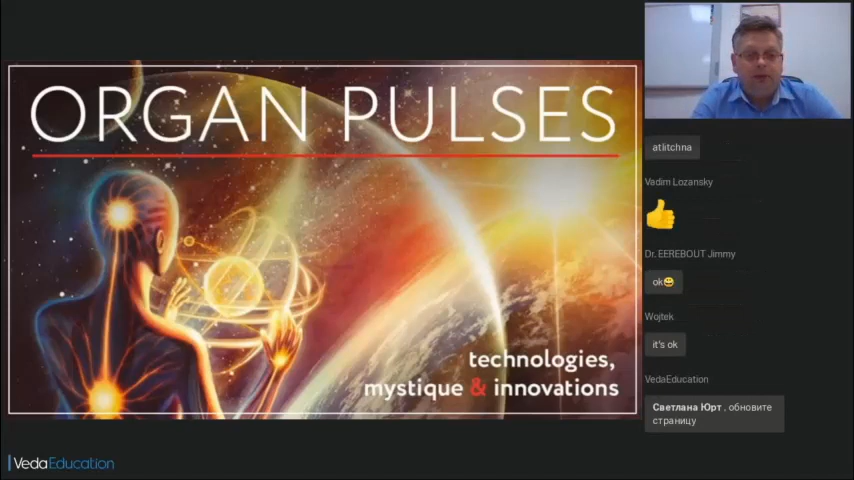 ORGAN PULSES
technologies,
mystique & innovations
VedaEducation
atlitchna
Vadim Lozansky
👍
Dr. EEREBOUT Jimmy
ok😃
Wojtek
it's ok
VedaEducation
Светлана Юрт , обновите
страницу